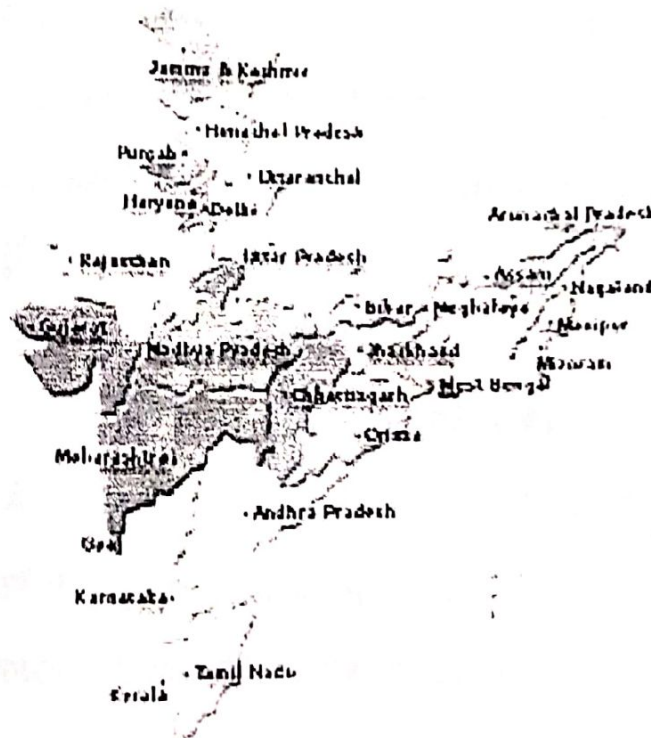 Jammu & Kashmir
Himachal Pradesh
Punjab
Uttaranchal
Haryana
Delhi
Arunachal Pradesh
Rajasthan
Uttar Pradesh
Assam
Nagaland
Bihar
Meghalaya
Gujarat
Manipur
Madhya Pradesh
Jharkhand
Mizoram
Chhattisgarh
West Bengal
Orissa
Maharashtra
Andhra Pradesh
Goa
Karnataka
Tamil Nadu
Kerala